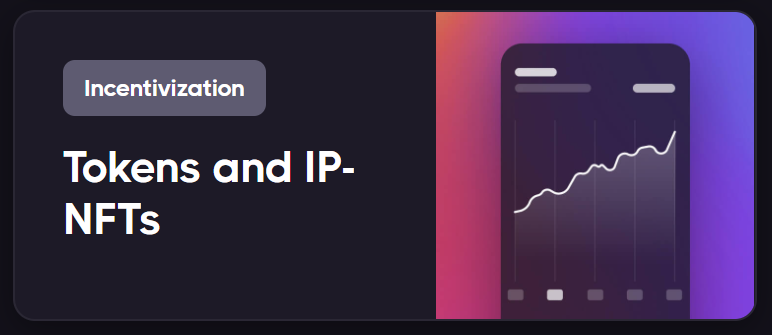 Incentivization
Tokens and IP-
NFTs